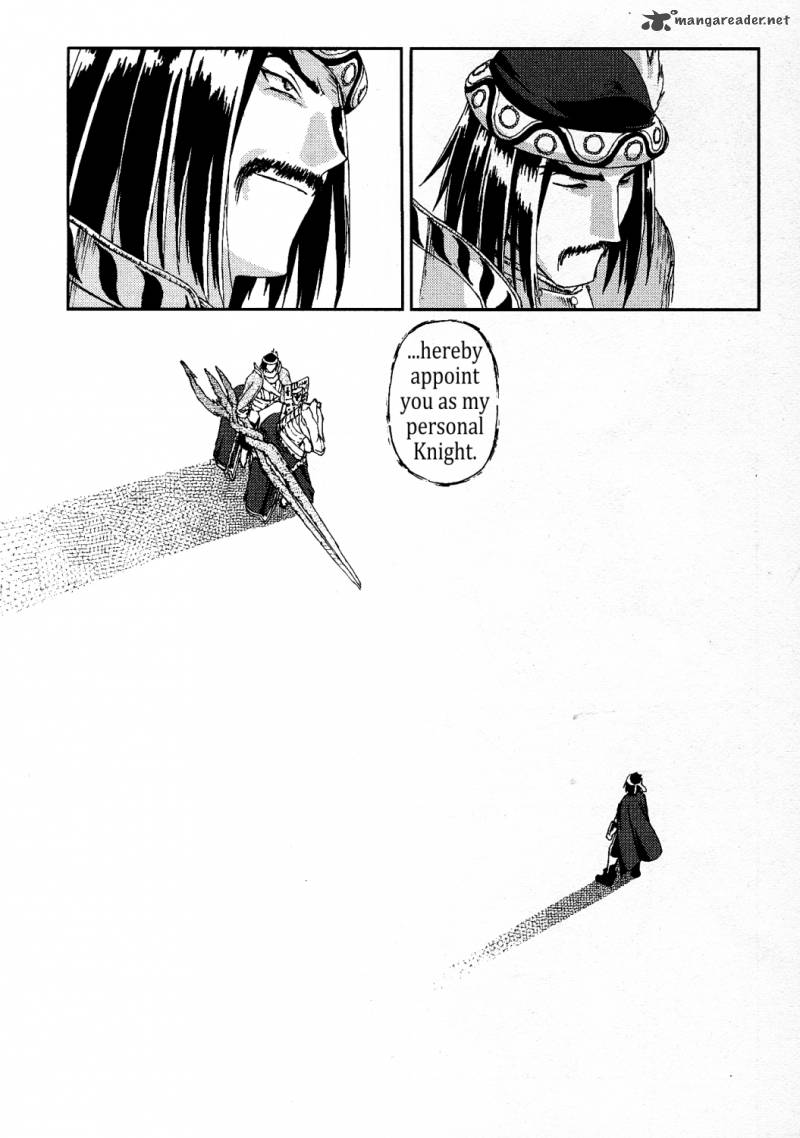 mangareader.net
...hereby
appoint
you as my
personal
Knight.